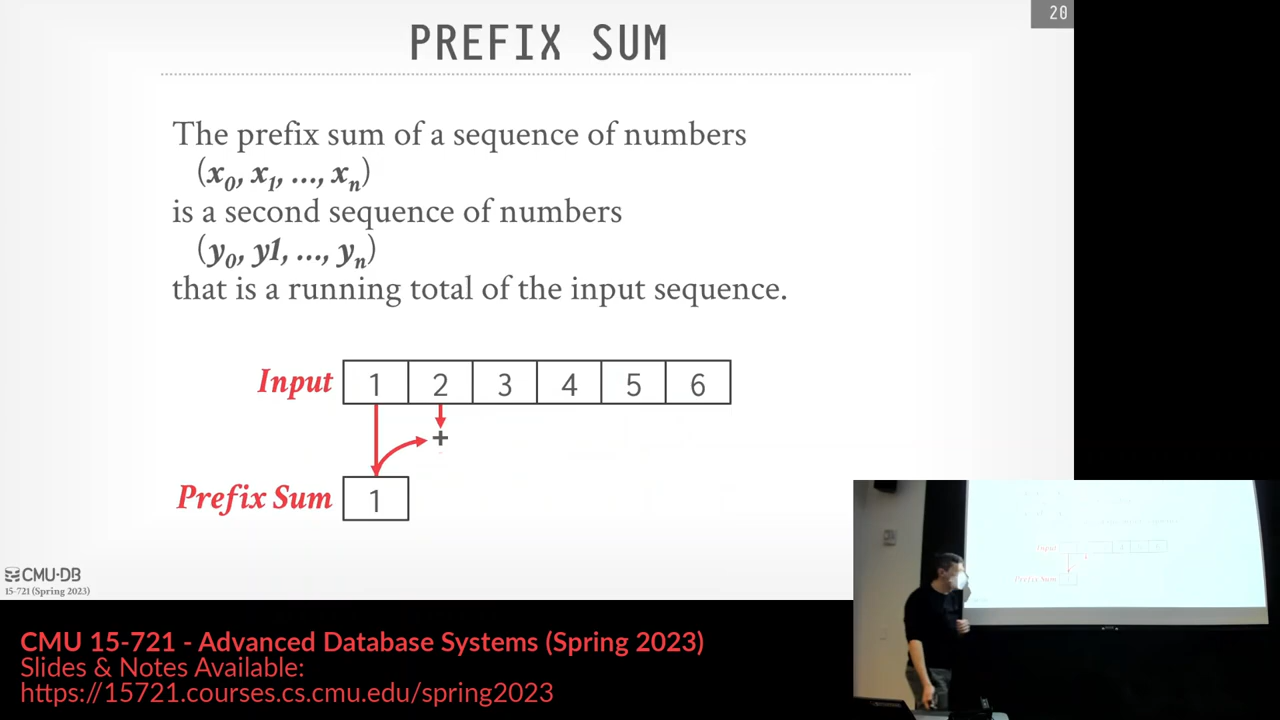 20
PREFIX SUM
The prefix sum of a sequence of numbers
(x0, x1, ..., xn)
is a second sequence of numbers
(y0, y1, ..., yn)
that is a running total of the input sequence.
Input 1 2 3 4 5 6
+
Prefix Sum 1
CMU·DB
15-721 (Spring 2023)
Input
Prefix Sum
CMU 15-721 - Advanced Database Systems (Spring 2023)
Slides & Notes Available:
https://15721.courses.cs.cmu.edu/spring2023